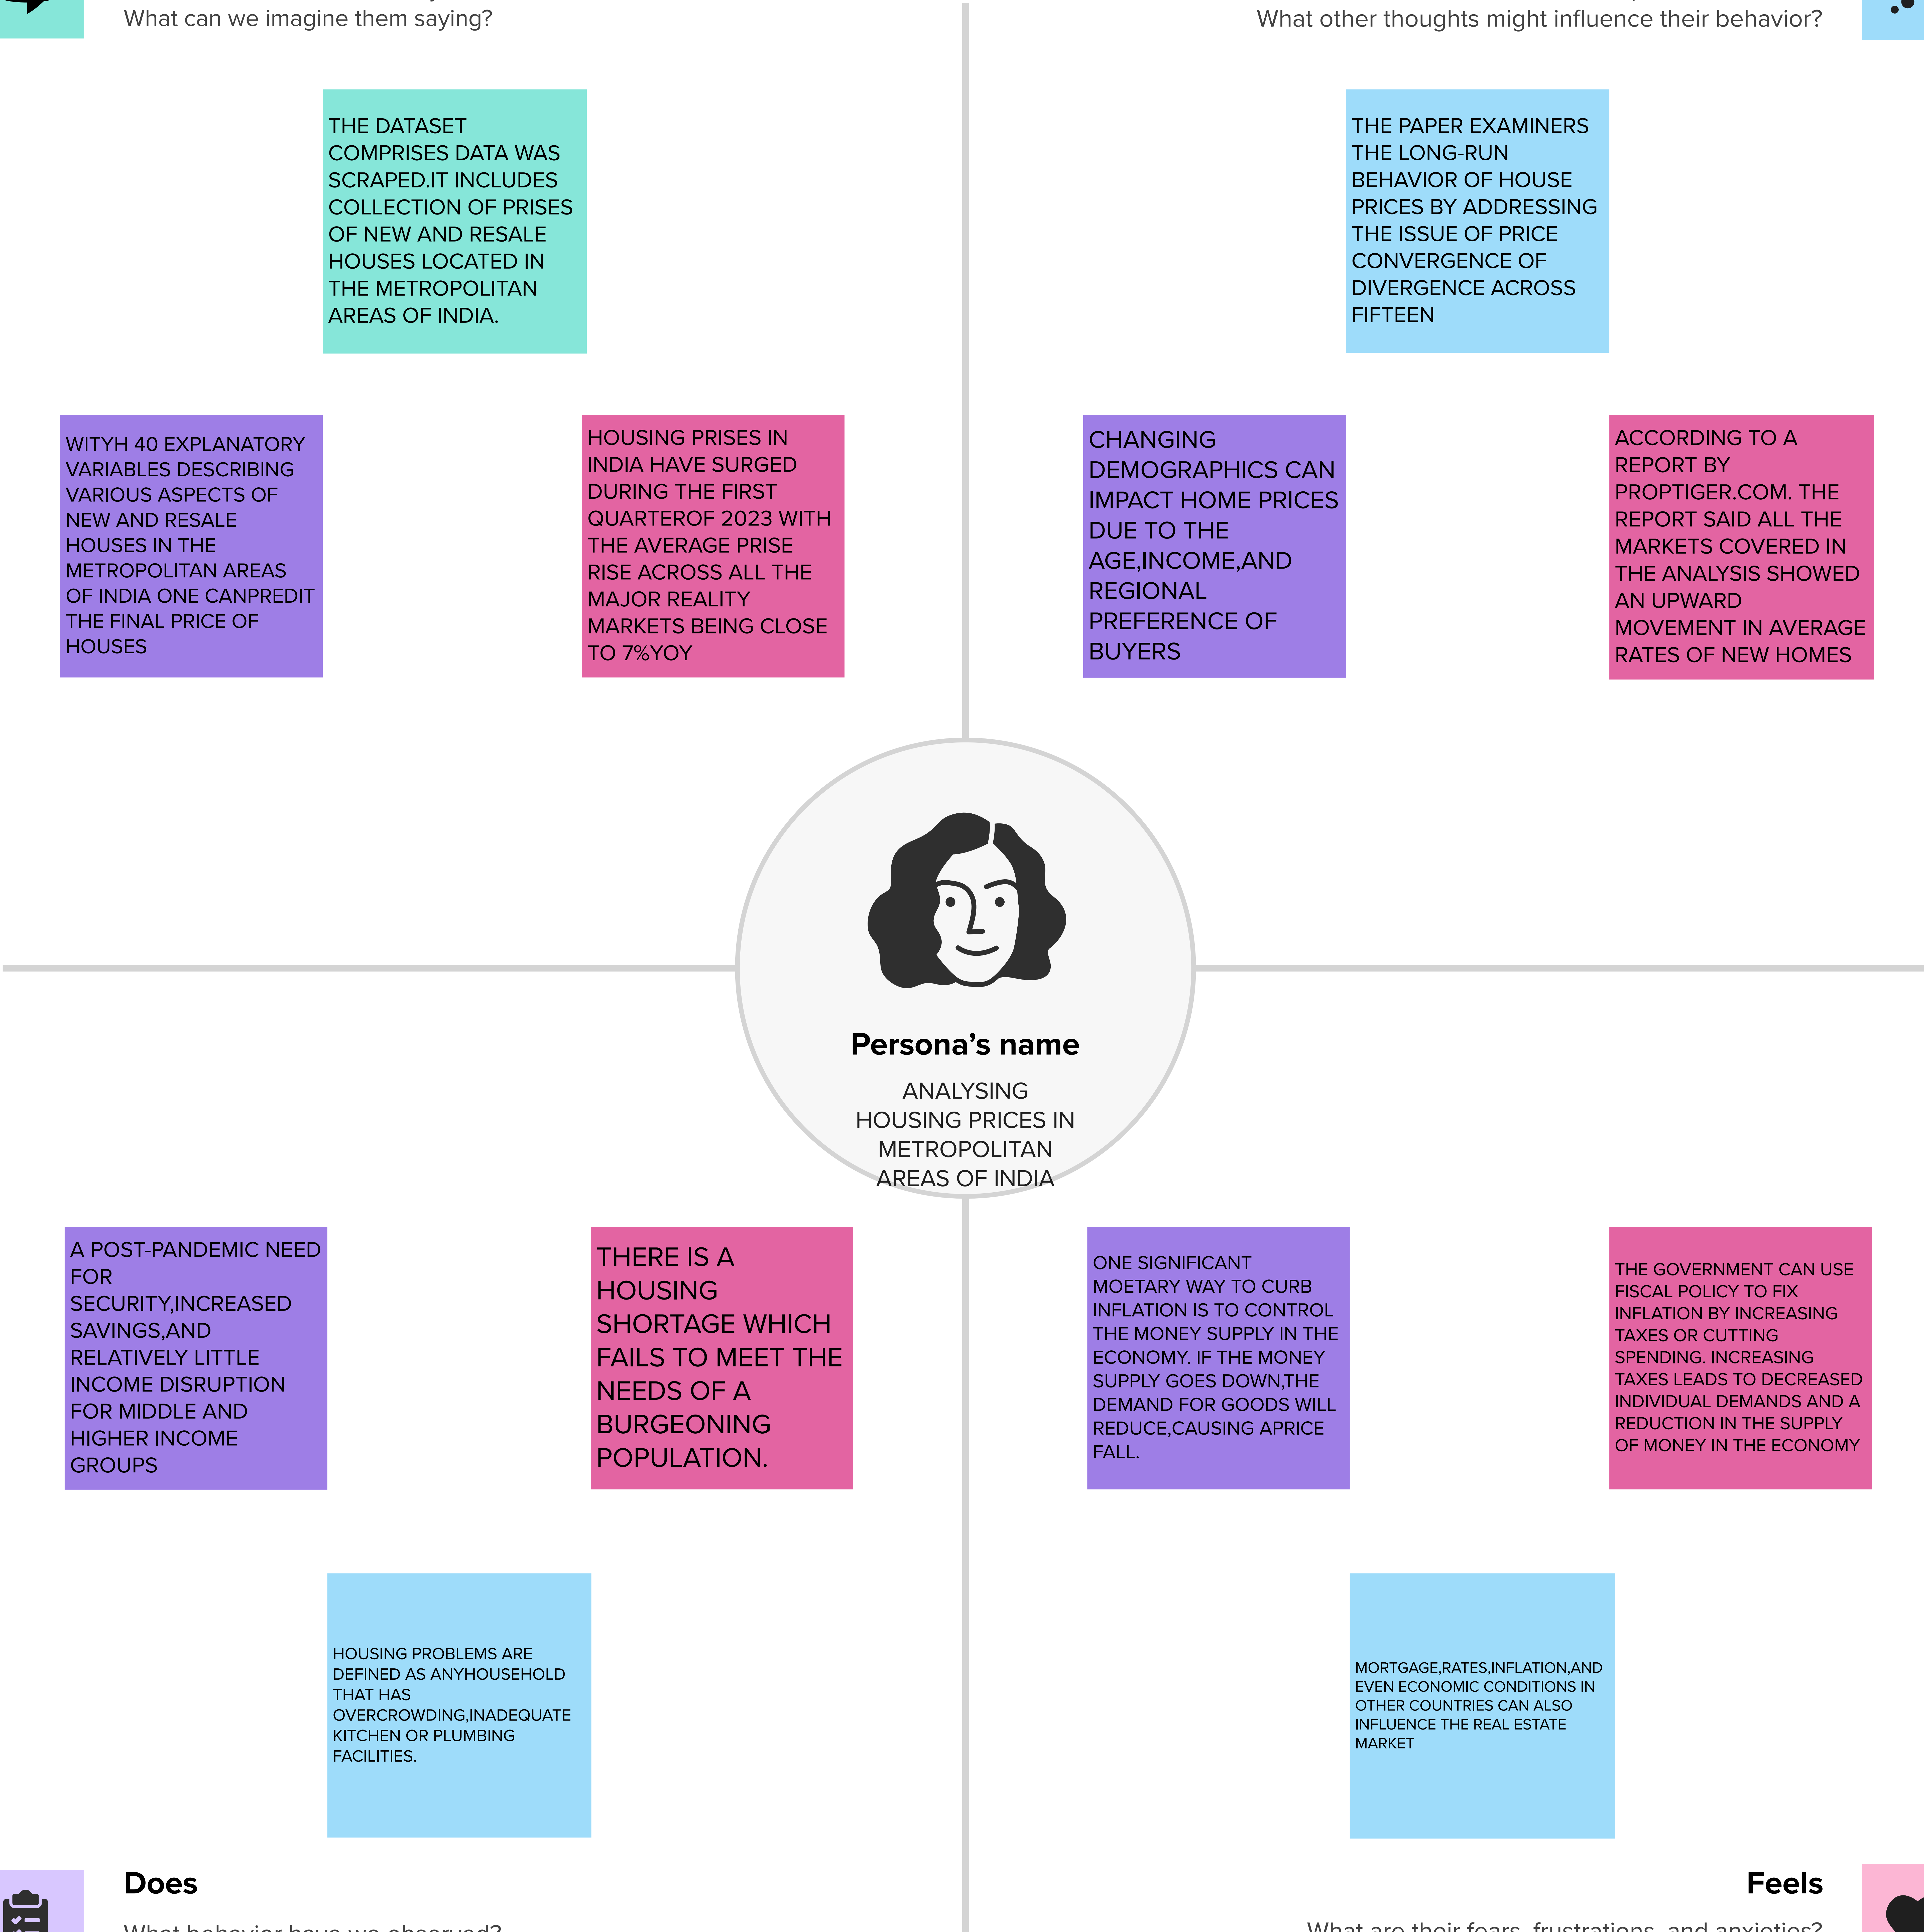 What can we imagine them saying?
What other thoughts might influence their behavior?
THE DATASET
COMPRISES DATA WAS
SCRAPED.IT INCLUDES
COLLECTION OF PRISES
OF NEW AND RESALE
HOUSES LOCATED IN
THE METROPOLITAN
AREAS OF INDIA.
THE PAPER EXAMINERS
THE LONG-RUN
BEHAVIOR OF HOUSE
PRICES BY ADDRESSING
THE ISSUE OF PRICE
CONVERGENCE OF
DIVERGENCE ACROSS
FIFTEEN
WITYH 40 EXPLANATORY
VARIABLES DESCRIBING
VARIOUS ASPECTS OF
NEW AND RESALE
HOUSES IN THE
METROPOLITAN AREAS
OF INDIA ONE CANPREDIT
THE FINAL PRICE OF
HOUSES
HOUSING PRISES IN
INDIA HAVE SURGED
DURING THE FIRST
QUARTEROF 2023 WITH
THE AVERAGE PRISE
RISE ACROSS ALL THE
MAJOR REALITY
MARKETS BEING CLOSE
TO 7%YOY
CHANGING
DEMOGRAPHICS CAN
IMPACT HOME PRICES
DUE TO THE
AGE,INCOME,AND
REGIONAL
PREFERENCE OF
BUYERS
ACCORDING TO A
REPORT BY
PROPTIGER.COM. THE
REPORT SAID ALL THE
MARKETS COVERED IN
THE ANALYSIS SHOWED
AN UPWARD
MOVEMENT IN AVERAGE
RATES OF NEW HOMES
Persona’s name
ANALYSING
HOUSING PRICES IN
METROPOLITAN
AREAS OF INDIA
A POST-PANDEMIC NEED
FOR
SECURITY,INCREASED
SAVINGS,AND
RELATIVELY LITTLE
INCOME DISRUPTION
FOR MIDDLE AND
HIGHER INCOME
GROUPS
THERE IS A
HOUSING
SHORTAGE WHICH
FAILS TO MEET THE
NEEDS OF A
BURGEONING
POPULATION.
ONE SIGNIFICANT
MOETARY WAY TO CURB
INFLATION IS TO CONTROL
THE MONEY SUPPLY IN THE
ECONOMY. IF THE MONEY
SUPPLY GOES DOWN,THE
DEMAND FOR GOODS WILL
REDUCE,CAUSING APRICE
FALL.
THE GOVERNMENT CAN USE
FISCAL POLICY TO FIX
INFLATION BY INCREASING
TAXES OR CUTTING
SPENDING. INCREASING
TAXES LEADS TO DECREASED
INDIVIDUAL DEMANDS AND A
REDUCTION IN THE SUPPLY
OF MONEY IN THE ECONOMY
HOUSING PROBLEMS ARE
DEFINED AS ANYHOUSEHOLD
THAT HAS
OVERCROWDING,INADEQUATE
KITCHEN OR PLUMBING
FACILITIES.
MORTGAGE,RATES,INFLATION,AND
EVEN ECONOMIC CONDITIONS IN
OTHER COUNTRIES CAN ALSO
INFLUENCE THE REAL ESTATE
MARKET
Does
What behavior have we observed?
Feels
What are their fears, frustrations, and anxieties?